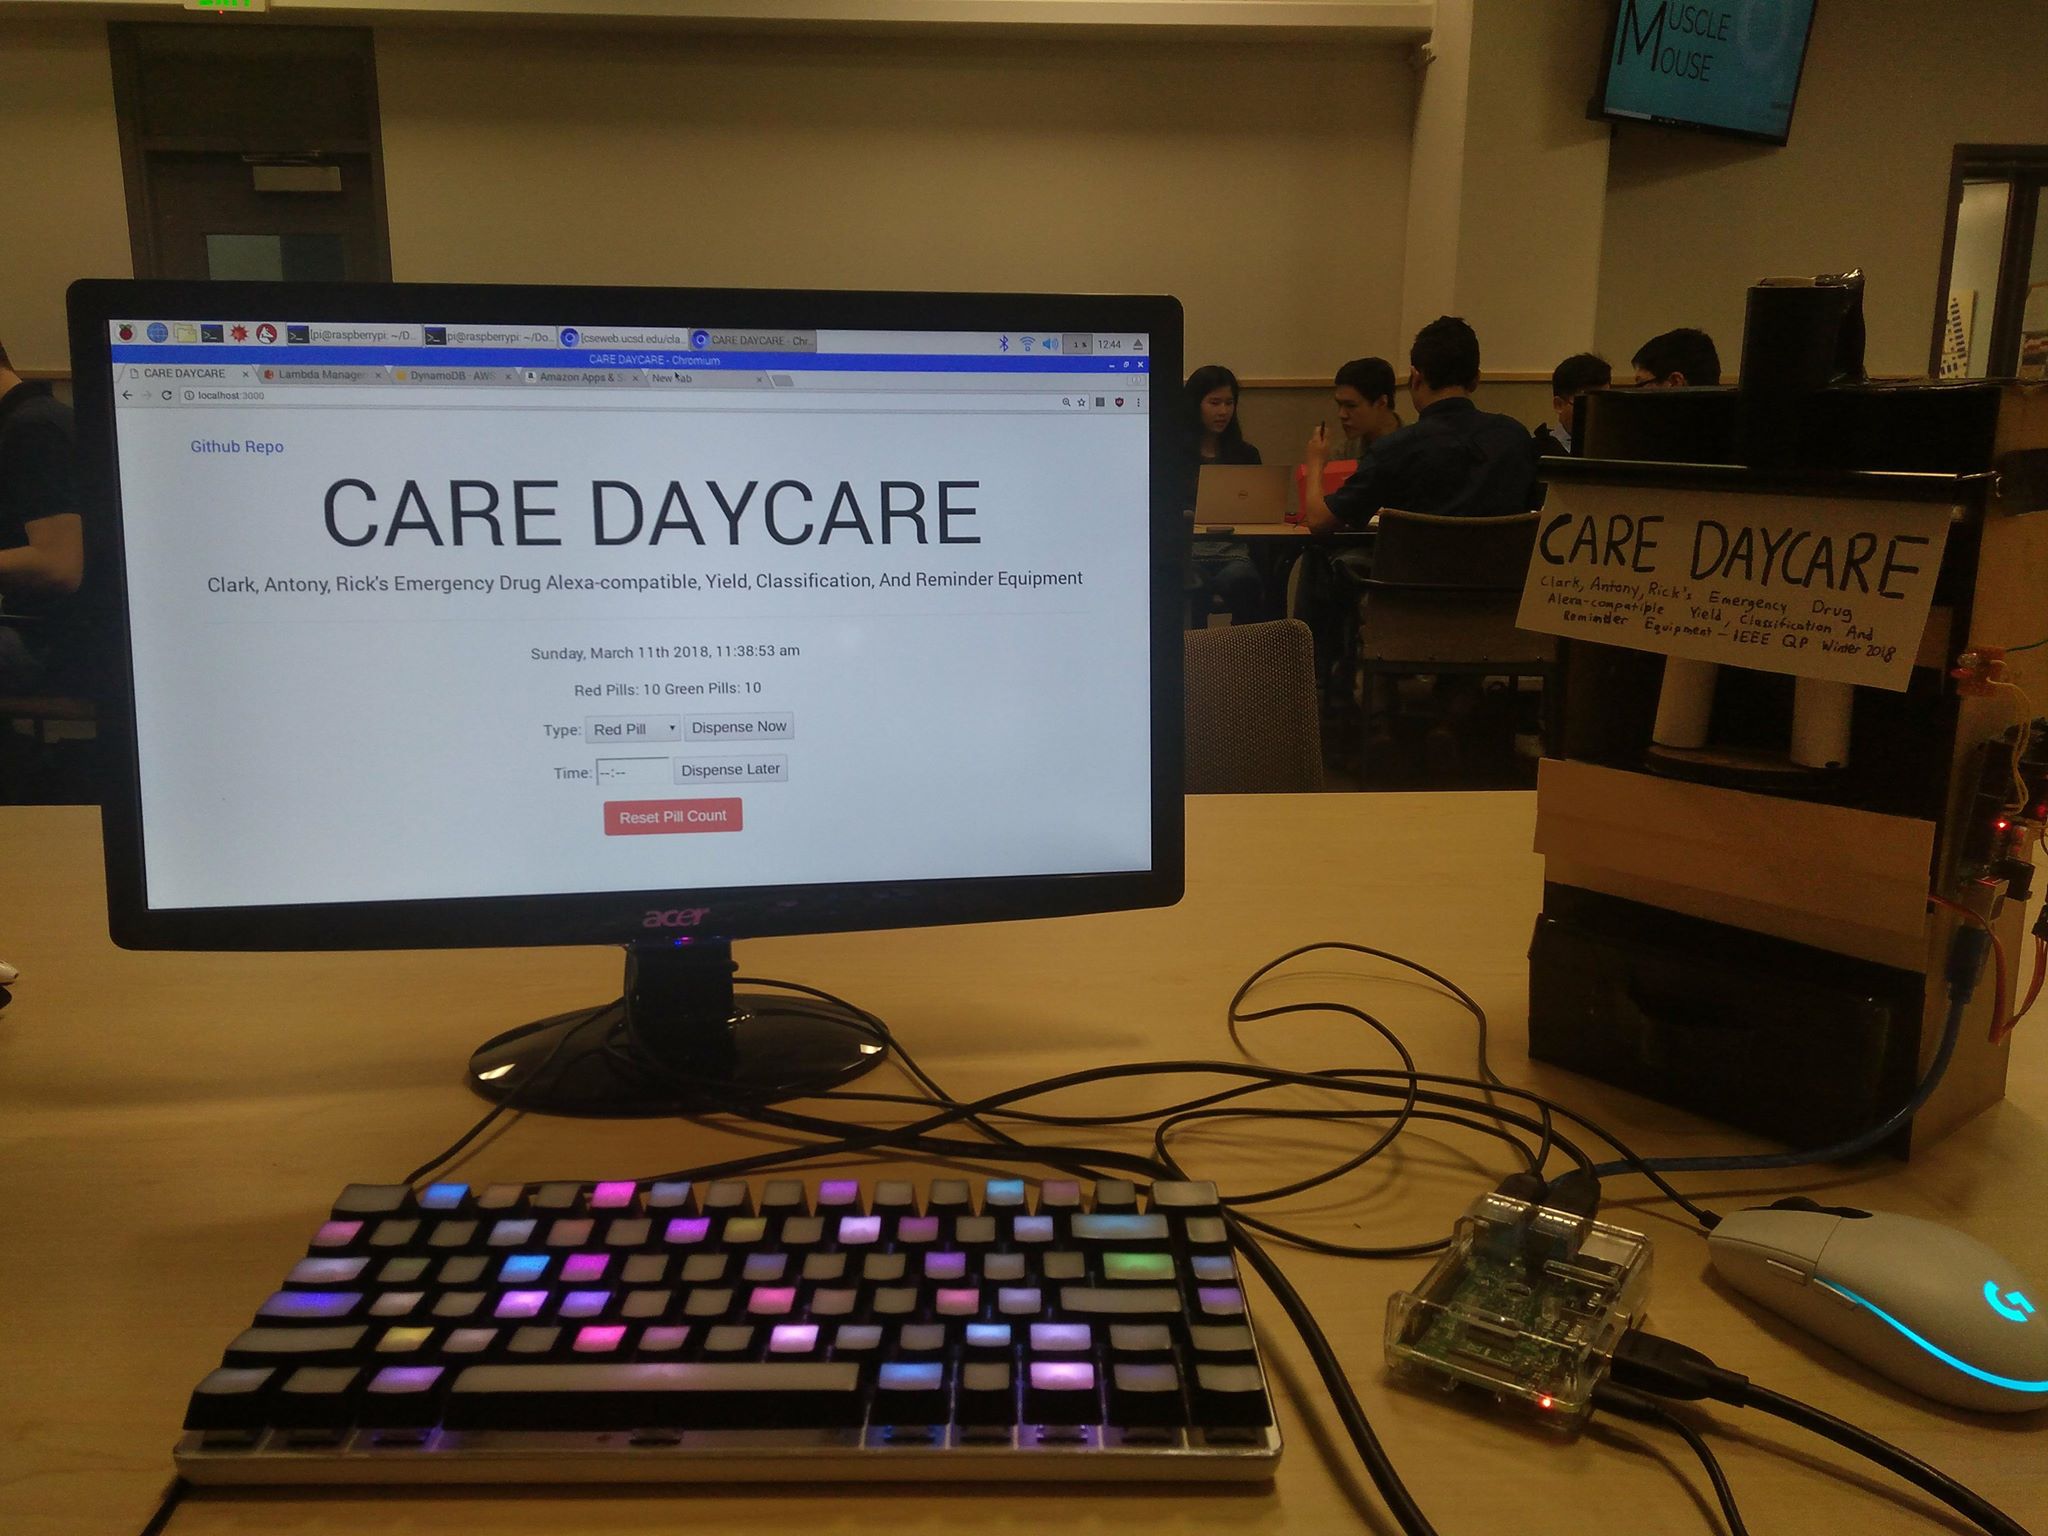 MUSCLE
MOUSE
[pi@raspberrypi: ~/D... pi@raspberrypi: ~/Do... [cseweb.ucsd.edu/cla... CARE DAYCARE - Chr... 1 % 12:44
CARE DAYCARE - Chromium
CARE DAYCARE Lambda Manage DynamoDB · AWS Amazon Apps & S New Tab
localhost:3000
Github Repo
CARE DAYCARE
Clark, Antony, Rick's Emergency Drug Alexa-compatible, Yield, Classification, And Reminder Equipment
Sunday, March 11th 2018, 11:38:53 am
Red Pills: 10 Green Pills: 10
Type: Red Pill Dispense Now
Time: --:-- Dispense Later
Reset Pill Count
acer
CARE DAYCARE
Clark, Antony, Rick's Emergency Drug
Alexa-compatible Yield, Classification And
Reminder Equipment - IEEE QP Winter 2018
DELL
G